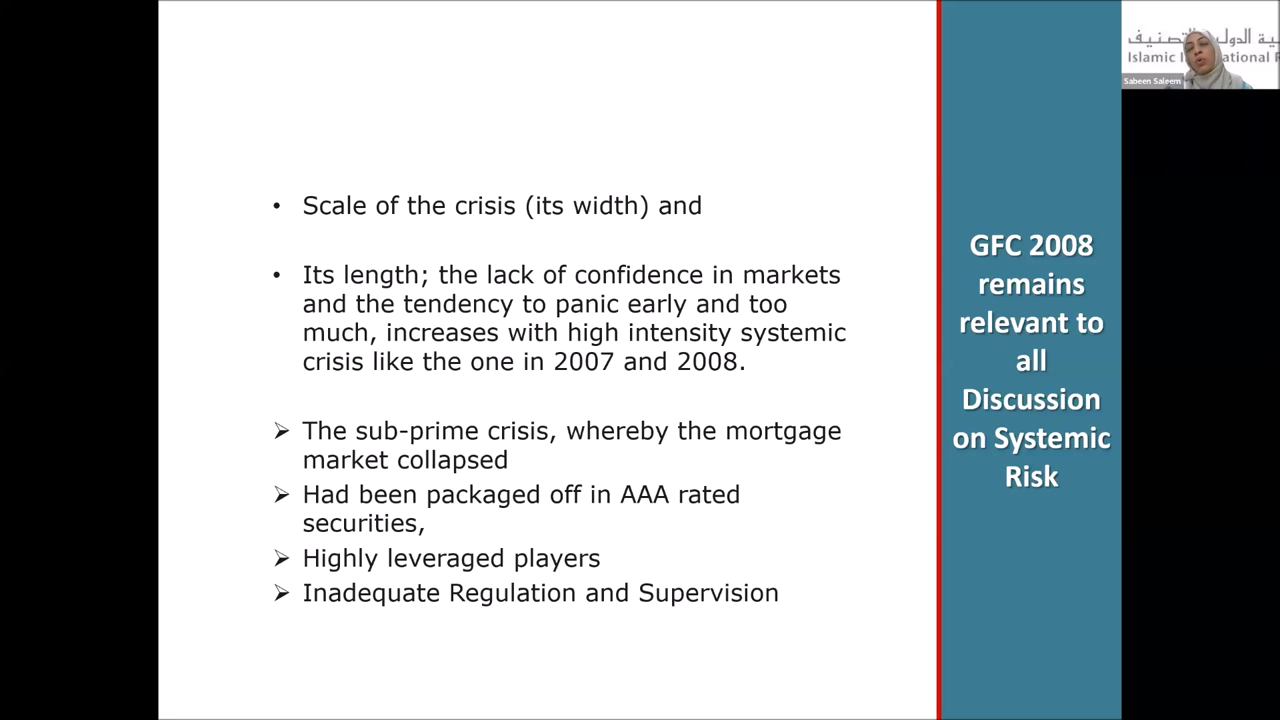 • Scale of the crisis (its width) and
• Its length; the lack of confidence in markets
and the tendency to panic early and too
much, increases with high intensity systemic
crisis like the one in 2007 and 2008.
➢ The sub-prime crisis, whereby the mortgage
market collapsed
➢ Had been packaged off in AAA rated
securities,
➢ Highly leveraged players
➢ Inadequate Regulation and Supervision
GFC 2008
remains
relevant to
all
Discussion
on Systemic
Risk
Islamic
Sabeen Saleem